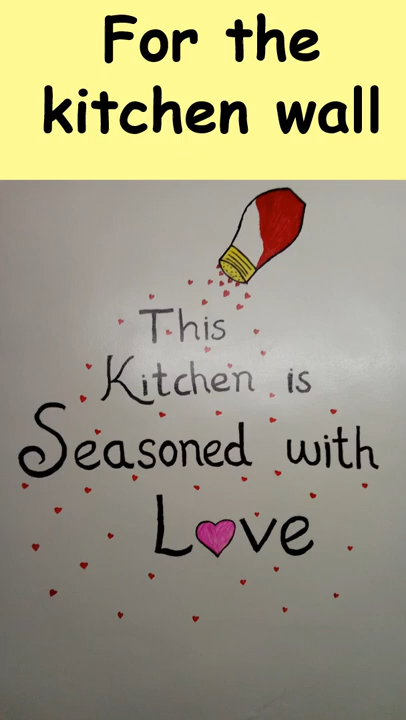 For the
kitchen wall
This
Kitchen is
Seasoned with
Love